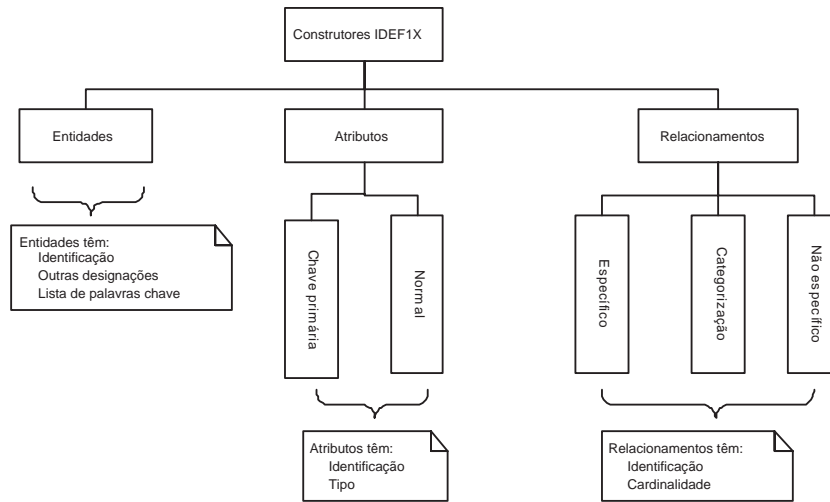 Construtores IDEF1X
Entidades
Atributos
Relacionamentos
Entidades têm:
Identificação
Outras designações
Lista de palavras chave
Chave primária
Normal
Específico
Categorização
Não específico
Atributos têm:
Identificação
Tipo
Relacionamentos têm:
Identificação
Cardinalidade